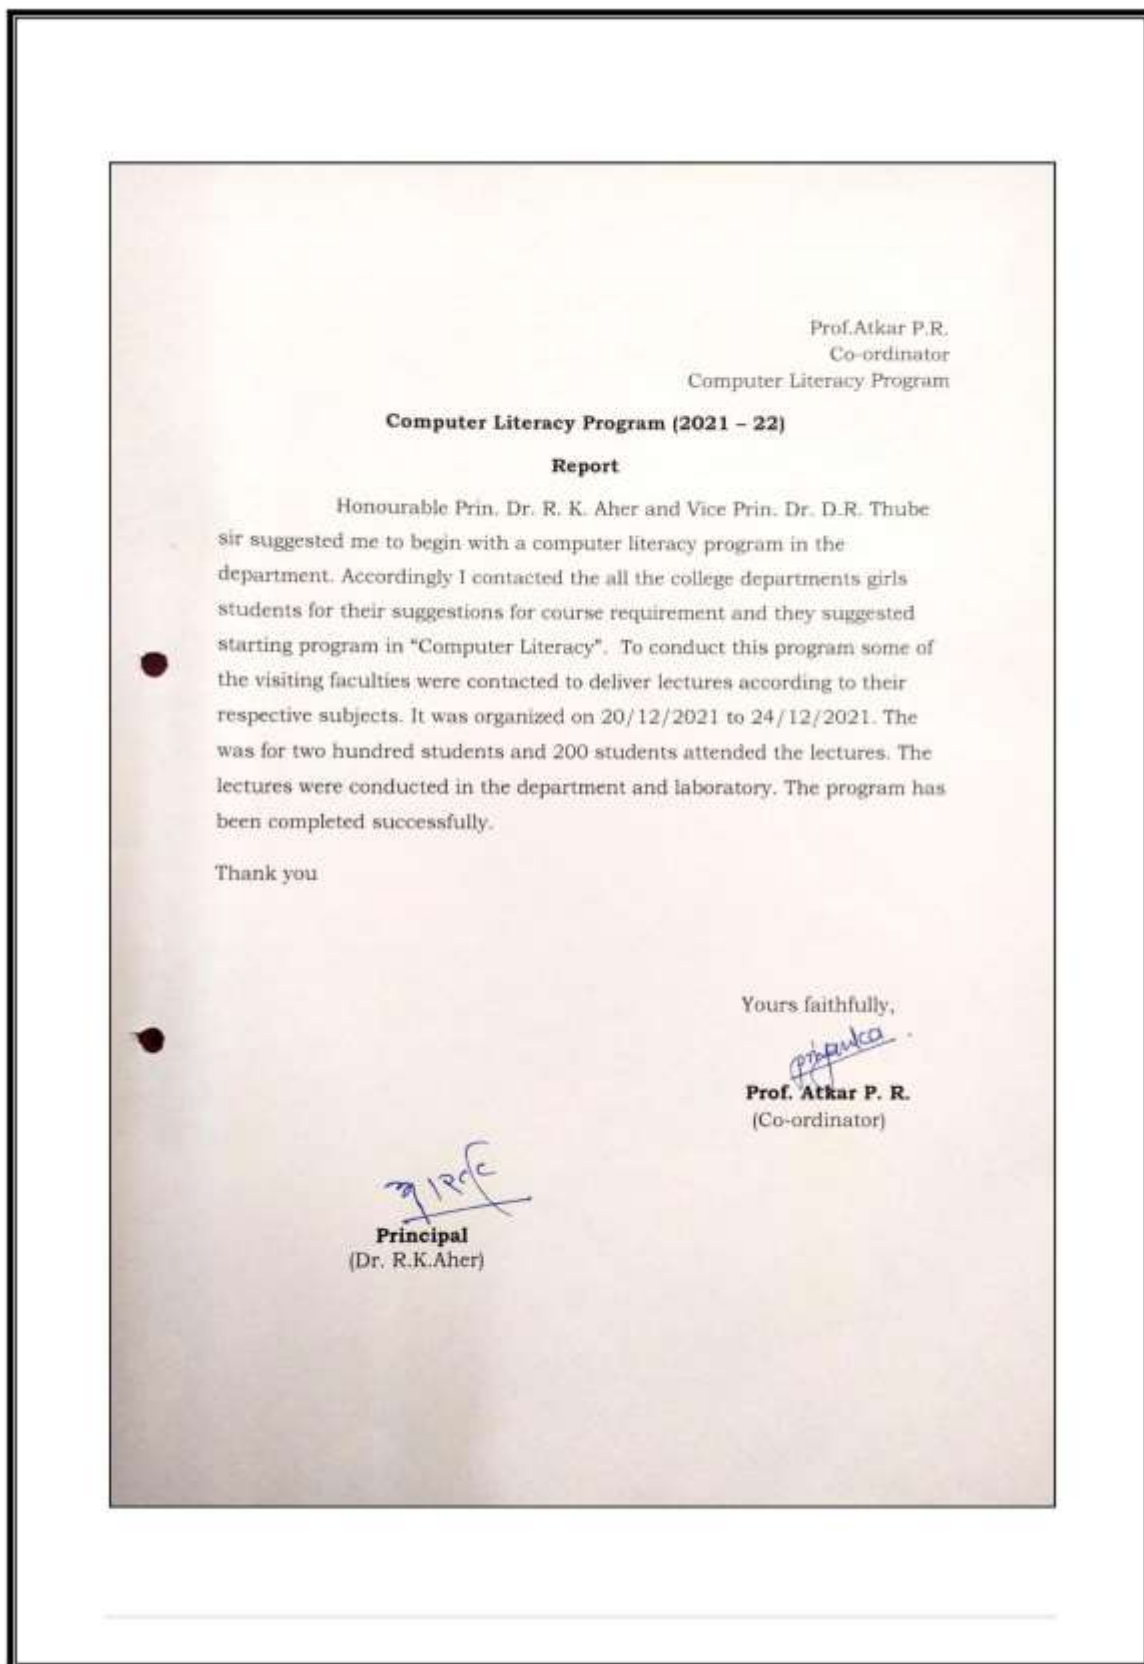 Prof.Atkar P.R.
Co-ordinator
Computer Literacy Program
Computer Literacy Program (2021 – 22)
Report
Honourable Prin. Dr. R. K. Aher and Vice Prin. Dr. D.R. Thube
sir suggested me to begin with a computer literacy program in the
department. Accordingly I contacted the all the college departments girls
students for their suggestions for course requirement and they suggested
starting program in “Computer Literacy”. To conduct this program some of
the visiting faculties were contacted to deliver lectures according to their
respective subjects. It was organized on 20/12/2021 to 24/12/2021. The
was for two hundred students and 200 students attended the lectures. The
lectures were conducted in the department and laboratory. The program has
been completed successfully.
Thank you
Yours faithfully,
priyanka
Prof. Atkar P. R.
(Co-ordinator)
Principal
(Dr. R.K.Aher)